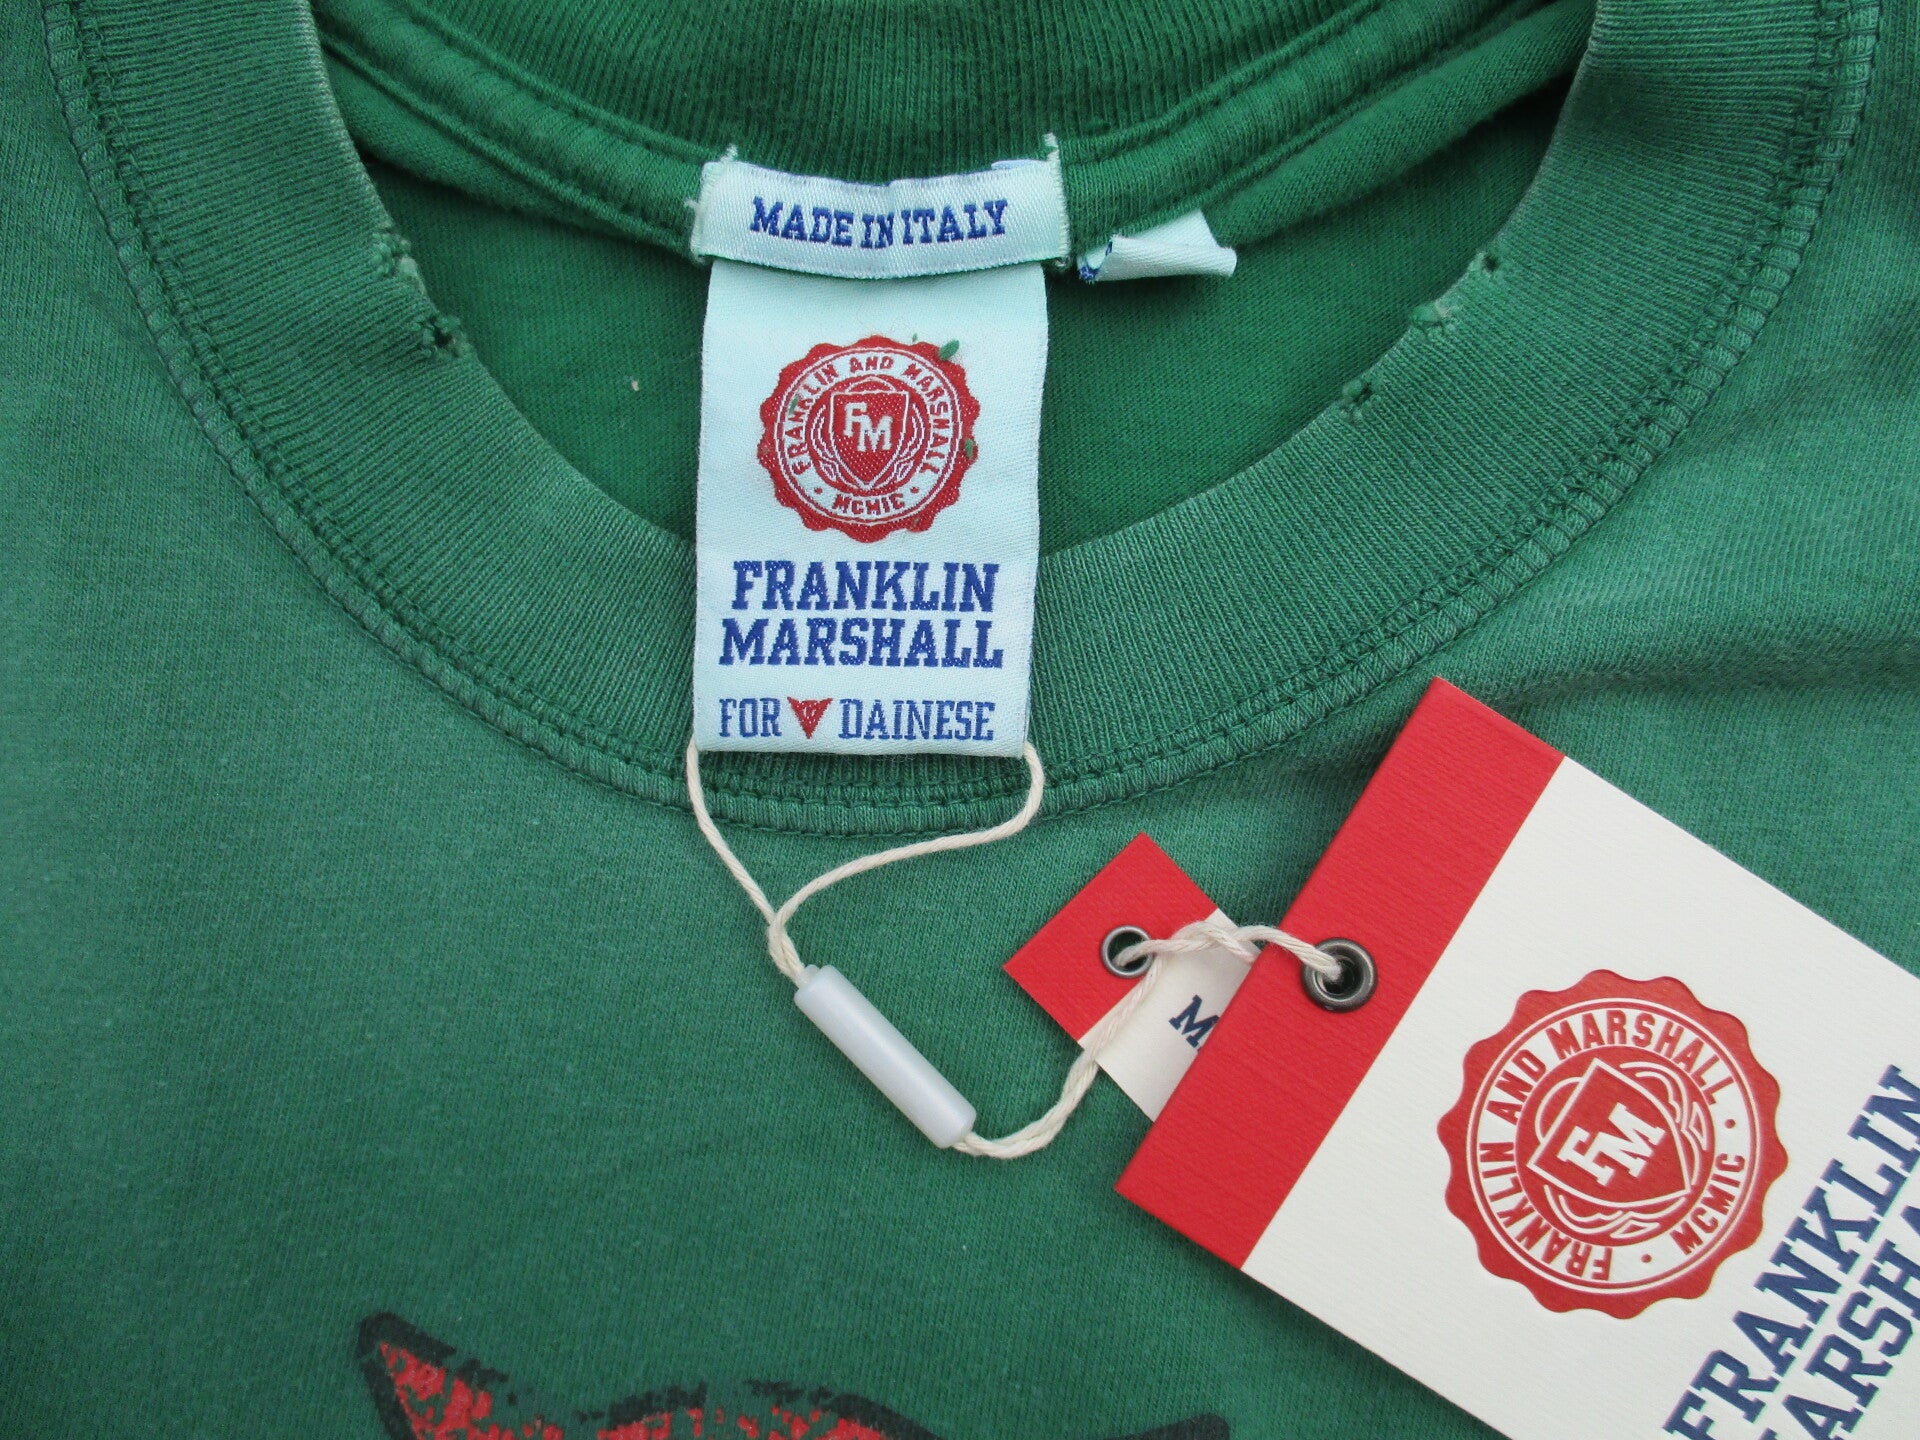 MADE IN ITALY
FRANKLIN AND MARSHALL
FM
MCMIC
FRANKLIN
MARSHALL
FOR DAINESE
FRANKLIN AND MARSHALL · MCMIC ·
FM
FRANKLIN